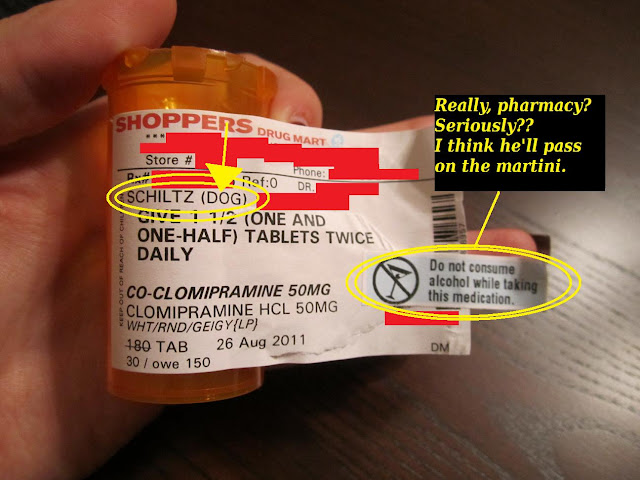 SHOPPERS DRUG MART
***
Store #
Phone:
Rx#
Ref:0
DR.
SCHILTZ (DOG)
GIVE 1 1/2 (ONE AND
ONE-HALF) TABLETS TWICE
DAILY
CO-CLOMIPRAMINE 50MG
CLOMIPRAMINE HCL 50MG
WHT/RND/GEIGY{LP}
180 TAB 26 Aug 2011
30 / owe 150
DM
KEEP OUT OF REACH OF CHILDREN
Do not consume
alcohol while taking
this medication.
Really, pharmacy?
Seriously??
I think he'll pass
on the martini.